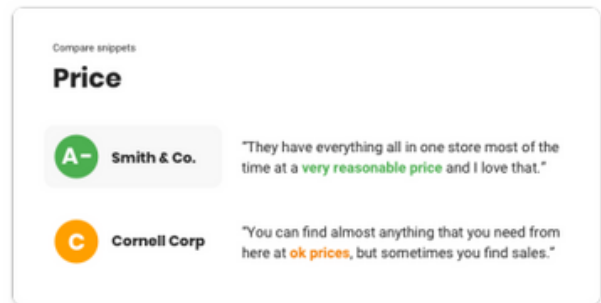 Compare snippets
Price
A-
Smith & Co.
“They have everything all in one store most of the
time at a very reasonable price and I love that.”
C
Cornell Corp
“You can find almost anything that you need from
here at ok prices, but sometimes you find sales.”